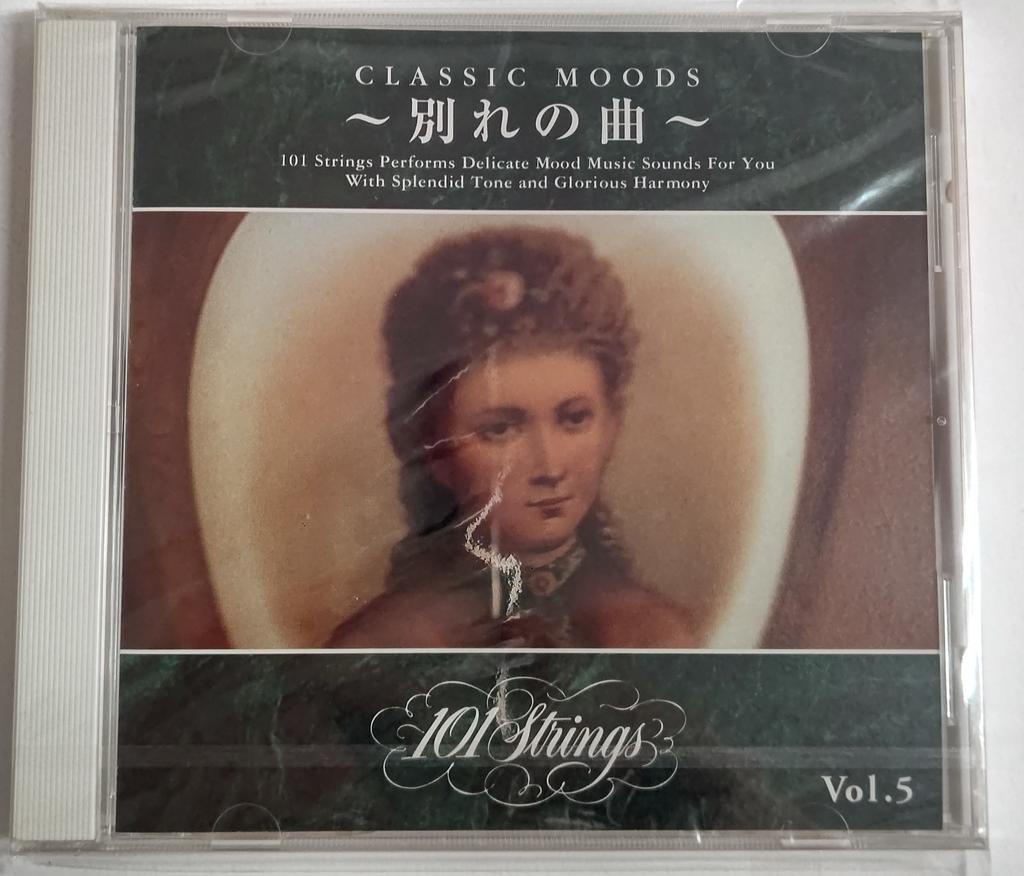 CLASSIC MOODS
～別れの曲～
101 Strings Performs Delicate Mood Music Sounds For You
With Splendid Tone and Glorious Harmony
101 Strings
Vol.5